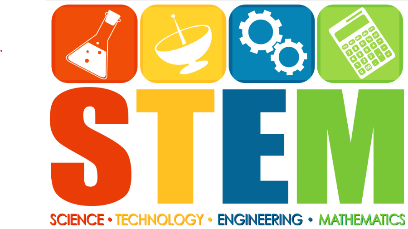 STEM
SCIENCE • TECHNOLOGY • ENGINEERING • MATHEMATICS